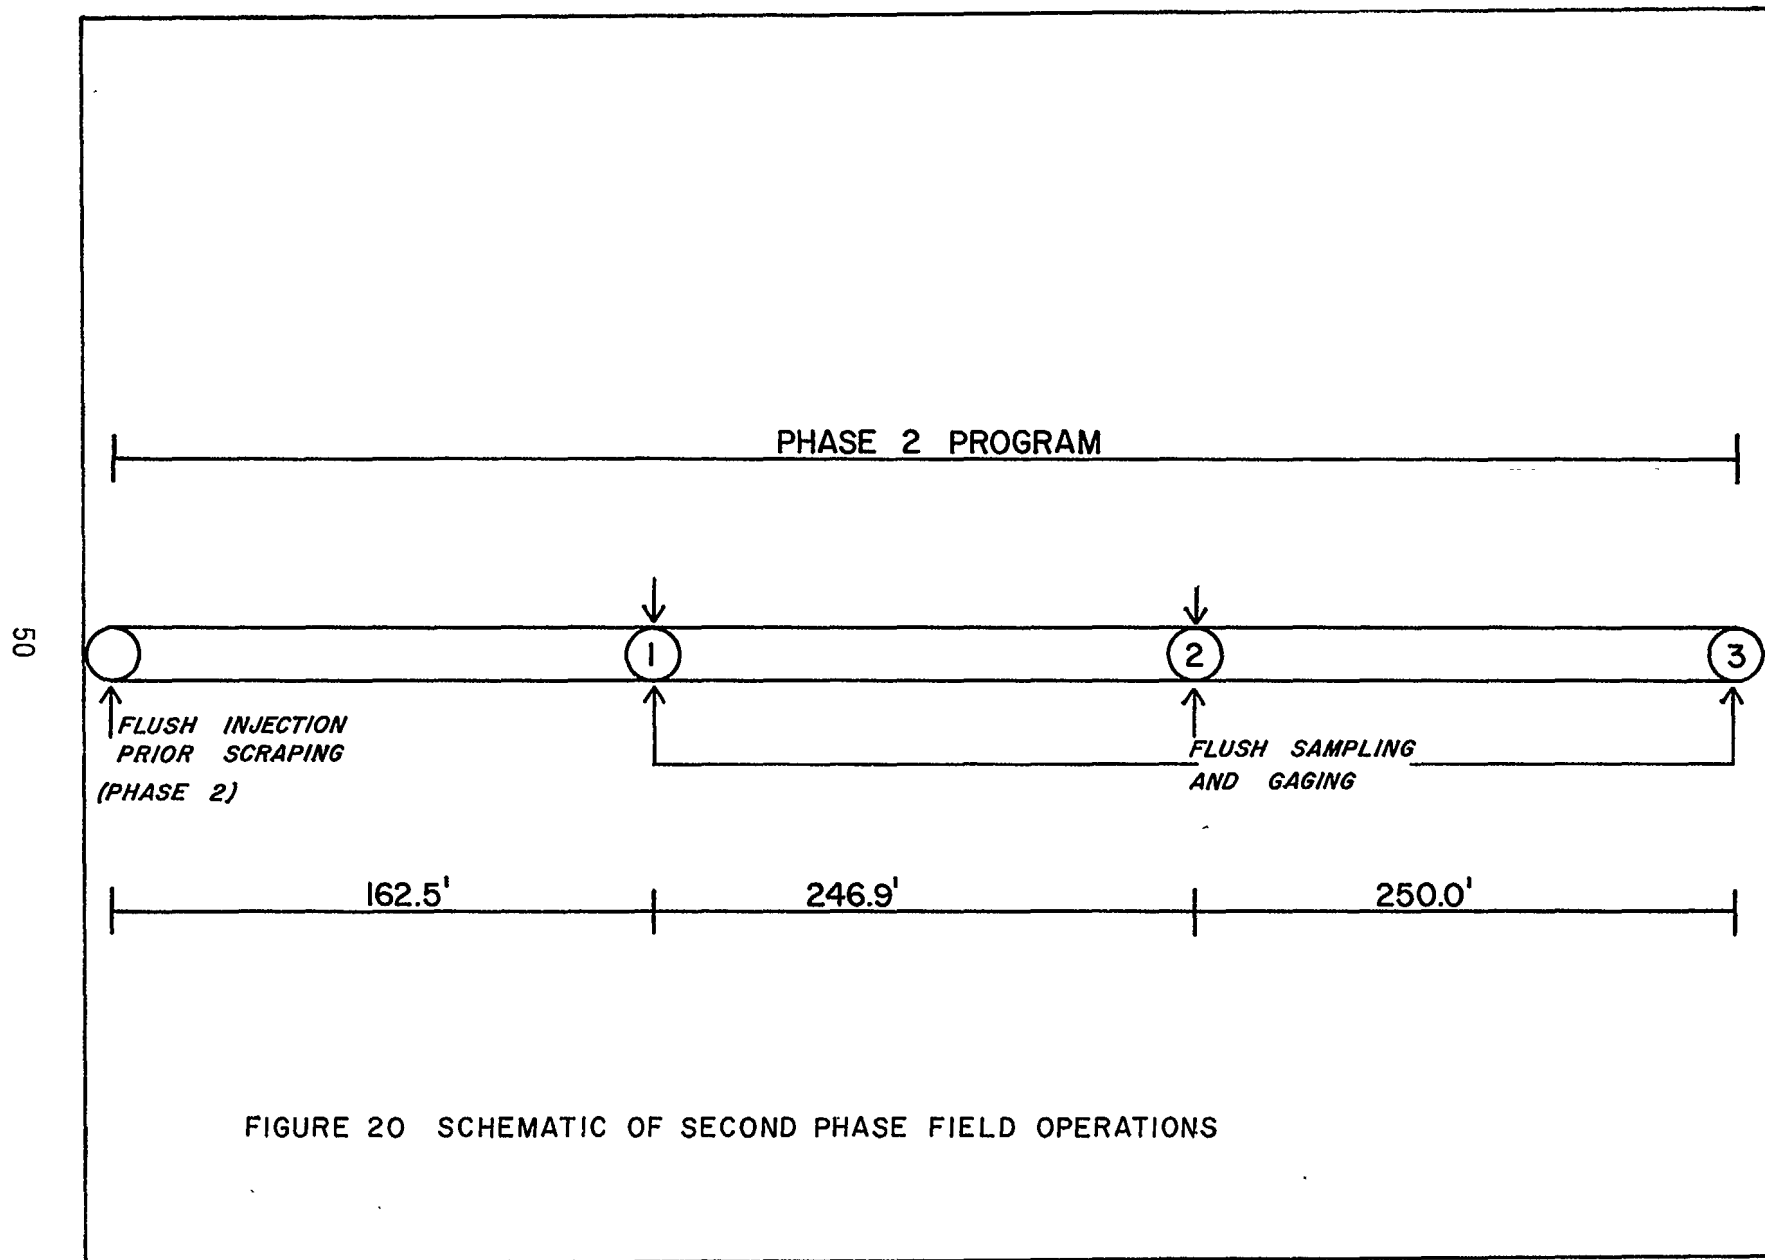 PHASE 2 PROGRAM
50
1
2
3
FLUSH INJECTION
PRIOR SCRAPING
(PHASE 2)
FLUSH SAMPLING
AND GAGING
162.5'
246.9'
250.0'
FIGURE 20 SCHEMATIC OF SECOND PHASE FIELD OPERATIONS